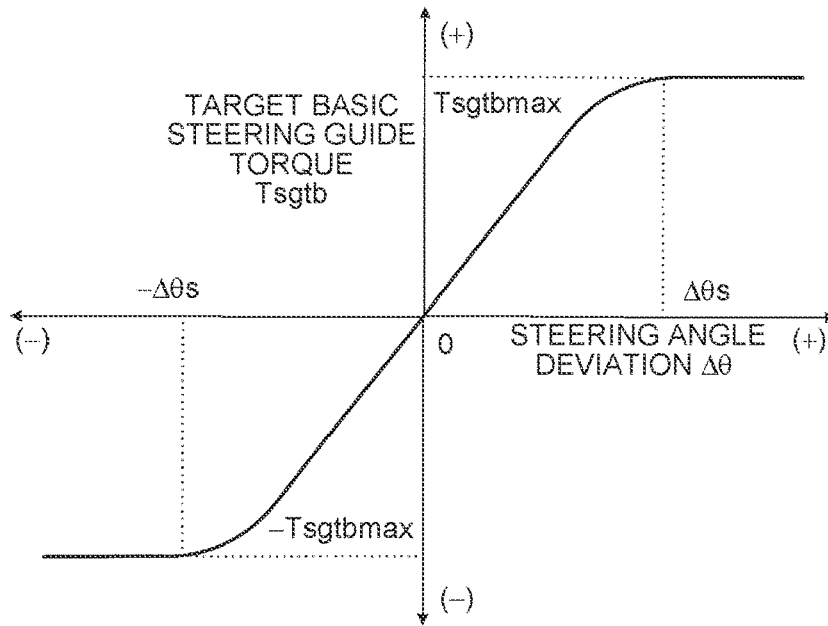 (+)
Tsgtbmax
TARGET BASIC
STEERING GUIDE
TORQUE
Tsgtb
−Δθs
Δθs
(−)
0
STEERING ANGLE
DEVIATION Δθ
(+)
−Tsgtbmax
(−)